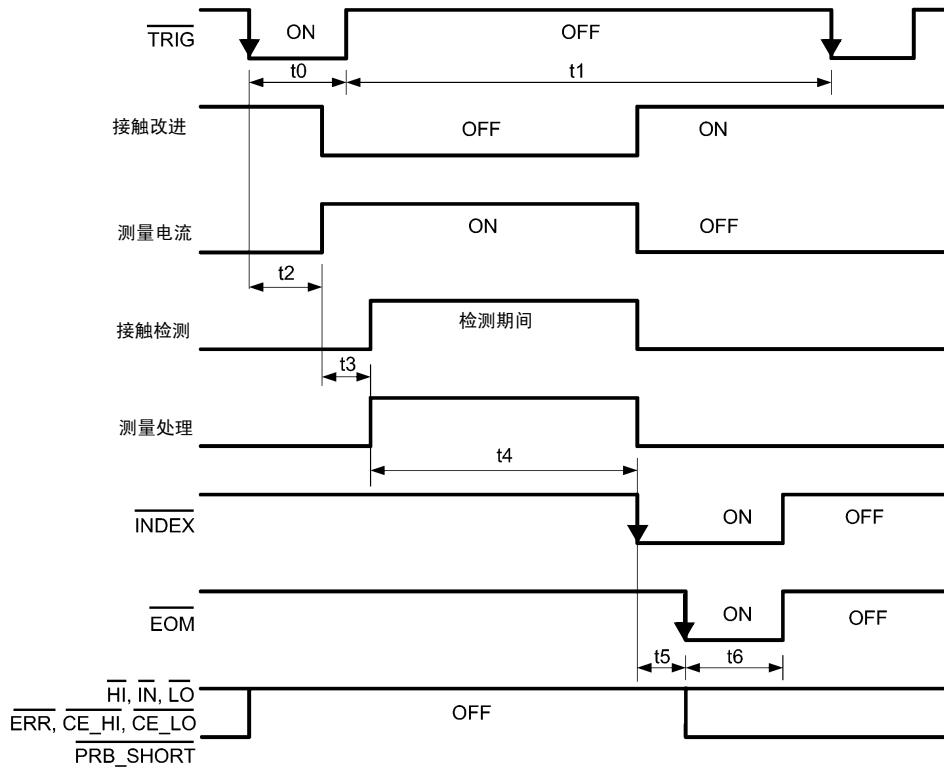 TRIG ON OFF
t0 t1
接触改进 OFF ON
测量电流 ON OFF
t2
接触检测 检测期间
t3
测量处理
t4
INDEX ON OFF
EOM ON OFF
t5 t6
HI, IN, LO
ERR, CE_HI, CE_LO OFF
PRB_SHORT